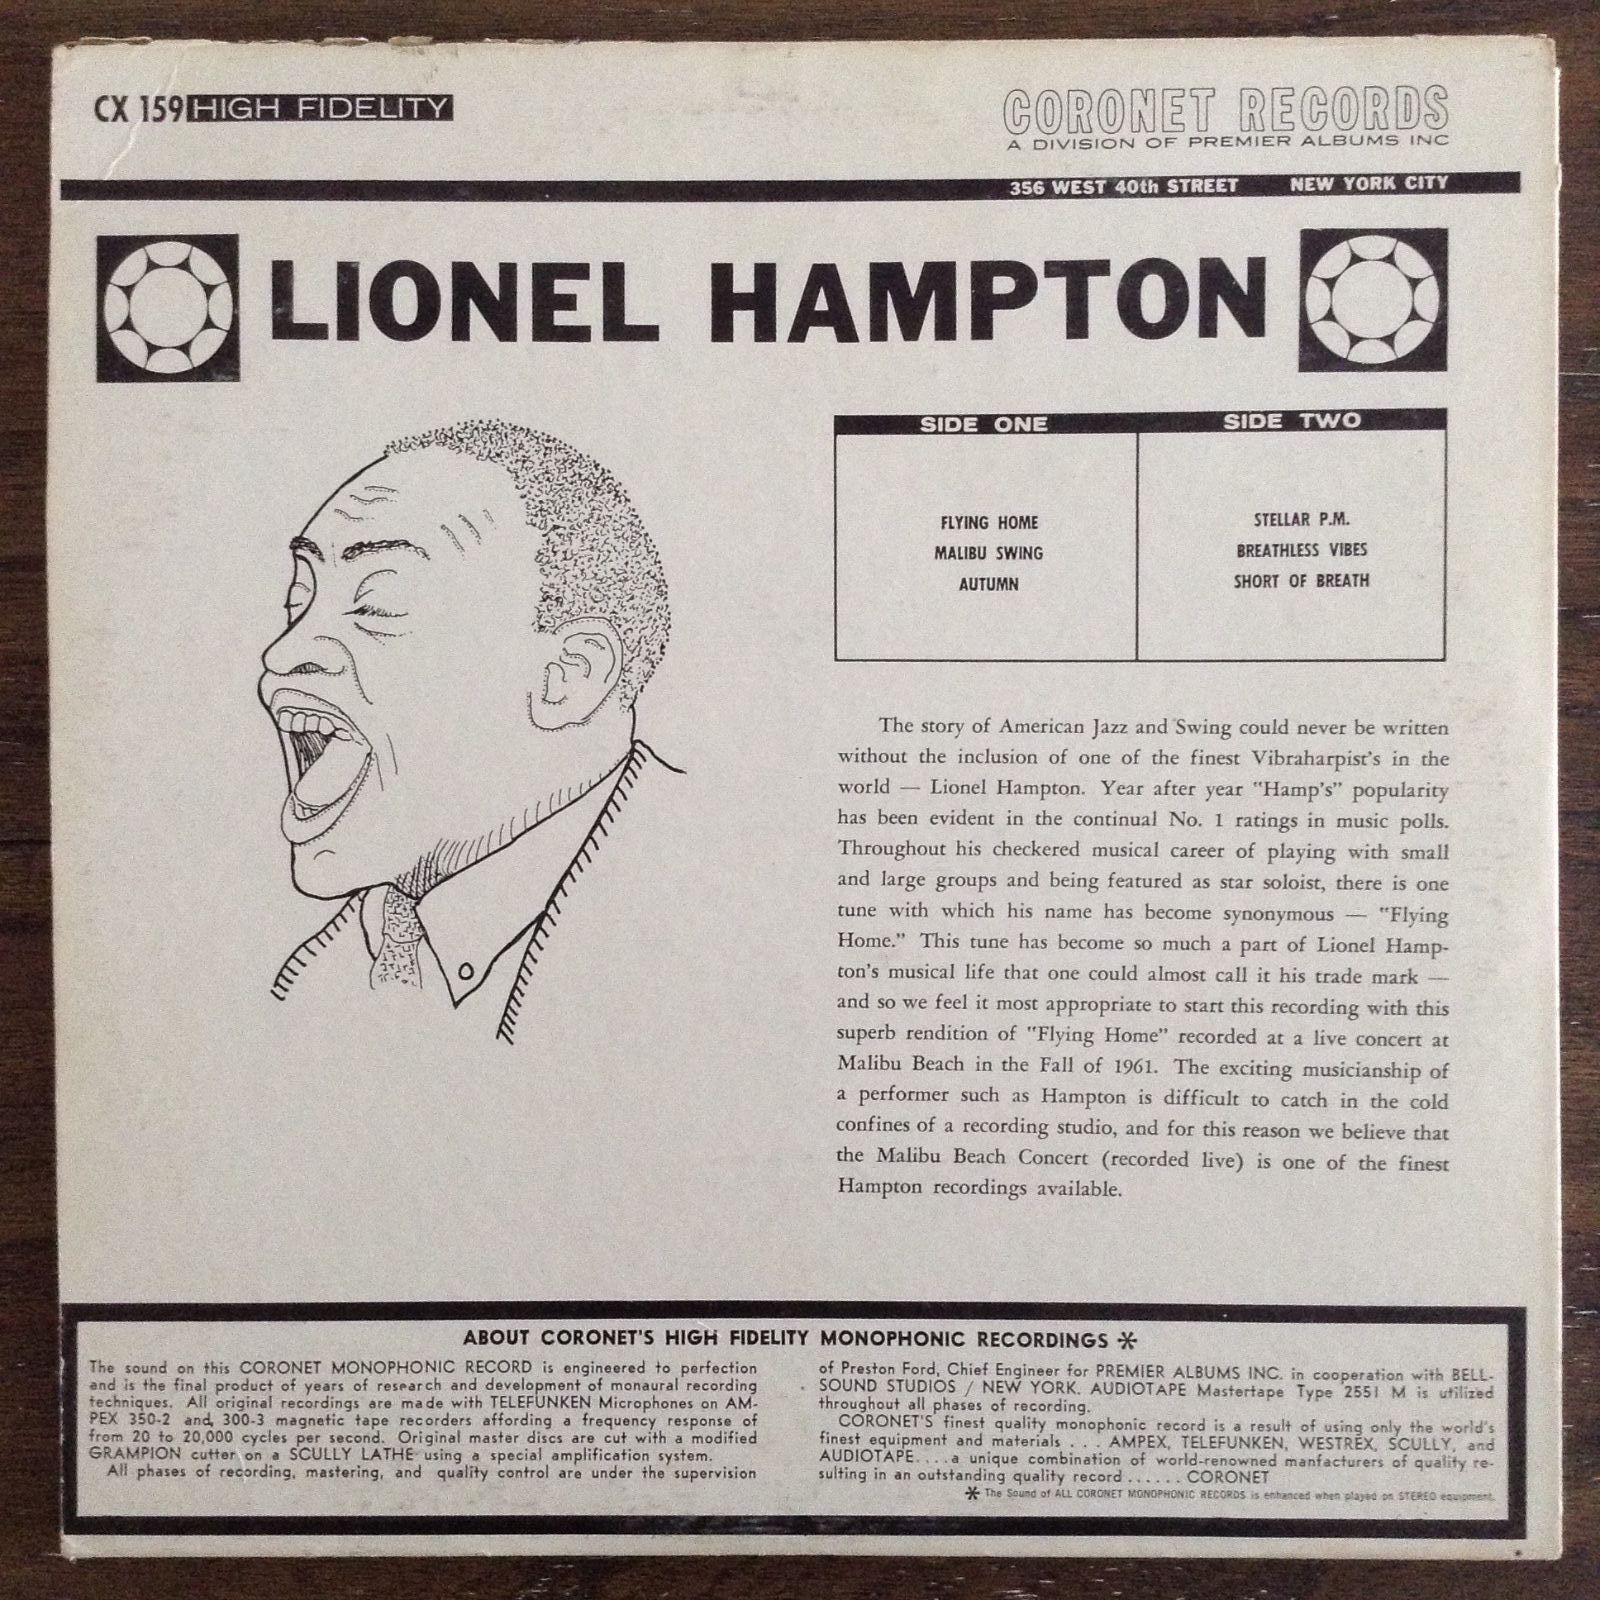 CX 159 HIGH FIDELITY
CORONET RECORDS
A DIVISION OF PREMIER ALBUMS INC
356 WEST 40th STREET NEW YORK CITY
LIONEL HAMPTON
SIDE ONE
FLYING HOME
MALIBU SWING
AUTUMN
SIDE TWO
STELLAR P.M.
BREATHLESS VIBES
SHORT OF BREATH
The story of American Jazz and Swing could never be written
without the inclusion of one of the finest Vibraharpist's in the
world — Lionel Hampton. Year after year "Hamp's" popularity
has been evident in the continual No. 1 ratings in music polls.
Throughout his checkered musical career of playing with small
and large groups and being featured as star soloist, there is one
tune with which his name has become synonymous — "Flying
Home." This tune has become so much a part of Lionel Hamp-
ton's musical life that one could almost call it his trade mark —
and so we feel it most appropriate to start this recording with this
superb rendition of "Flying Home" recorded at a live concert at
Malibu Beach in the Fall of 1961. The exciting musicianship of
a performer such as Hampton is difficult to catch in the cold
confines of a recording studio, and for this reason we believe that
the Malibu Beach Concert (recorded live) is one of the finest
Hampton recordings available.
ABOUT CORONET'S HIGH FIDELITY MONOPHONIC RECORDINGS *
The sound on this CORONET MONOPHONIC RECORD is engineered to perfection
and is the final product of years of research and development of monaural recording
techniques. All original recordings are made with TELEFUNKEN Microphones on AM-
PEX 350-2 and 300-3 magnetic tape recorders affording a frequency response of
from 20 to 20,000 cycles per second. Original master discs are cut with a modified
GRAMPION cutter on a SCULLY LATHE using a special amplification system.
All phases of recording, mastering, and quality control are under the supervision
of Preston Ford, Chief Engineer for PREMIER ALBUMS INC. in cooperation with BELL-
SOUND STUDIOS / NEW YORK. AUDIOTAPE Mastertape Type 2551 M is utilized
throughout all phases of recording.
CORONET'S finest quality monophonic record is a result of using only the world's
finest equipment and materials . . . AMPEX, TELEFUNKEN, WESTREX, SCULLY, and
AUDIOTAPE. . . . a unique combination of world-renowned manfacturers of quality re-
sulting in an outstanding quality record . . . . . . CORONET
* The Sound of ALL CORONET MONOPHONIC RECORDS is enhanced when played on STEREO equipment.